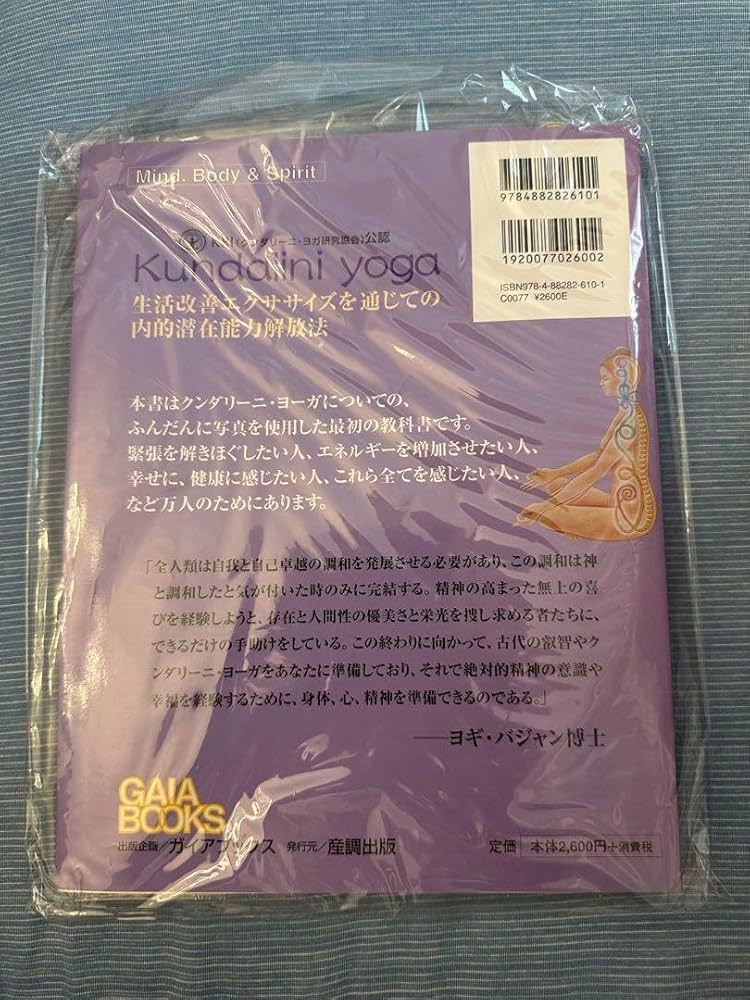 Mind. Body & Spirit
9784882826101
1920077026002
ISBN978-4-88282-610-1
C0077 ¥2600E
KRI(クンダリーニ・ヨガ研究協会)公認
Kundalini yoga
生活改善エクササイズを通じての
内的潜在能力解放法
本書はクンダリーニ・ヨーガについての、
ふんだんに写真を使用した最初の教科書です。
緊張を解きほぐしたい人、エネルギーを増加させたい人、
幸せに、健康に感じたい人、これら全てを感じたい人、
など万人のためにあります。
「全人類は自我と自己卓越の調和を発展させる必要があり、この調和は神
と調和したと気が付いた時のみに完結する。精神の高まった無上の喜
びを経験しようと、存在と人間性の優美さと栄光を捜し求める者たちに、
できるだけの手助けをしている。この終わりに向かって、古代の叡智やク
ンダリーニ・ヨーガをあなたに準備しており、それで絶対的精神の意識や
幸福を経験するために、身体、心、精神を準備できるのである。」
──ヨギ・バジャン博士
GAIA
BOOKS
出版企画／ガイアブックス 発行元／産調出版
定価 本体2,600円+消費税